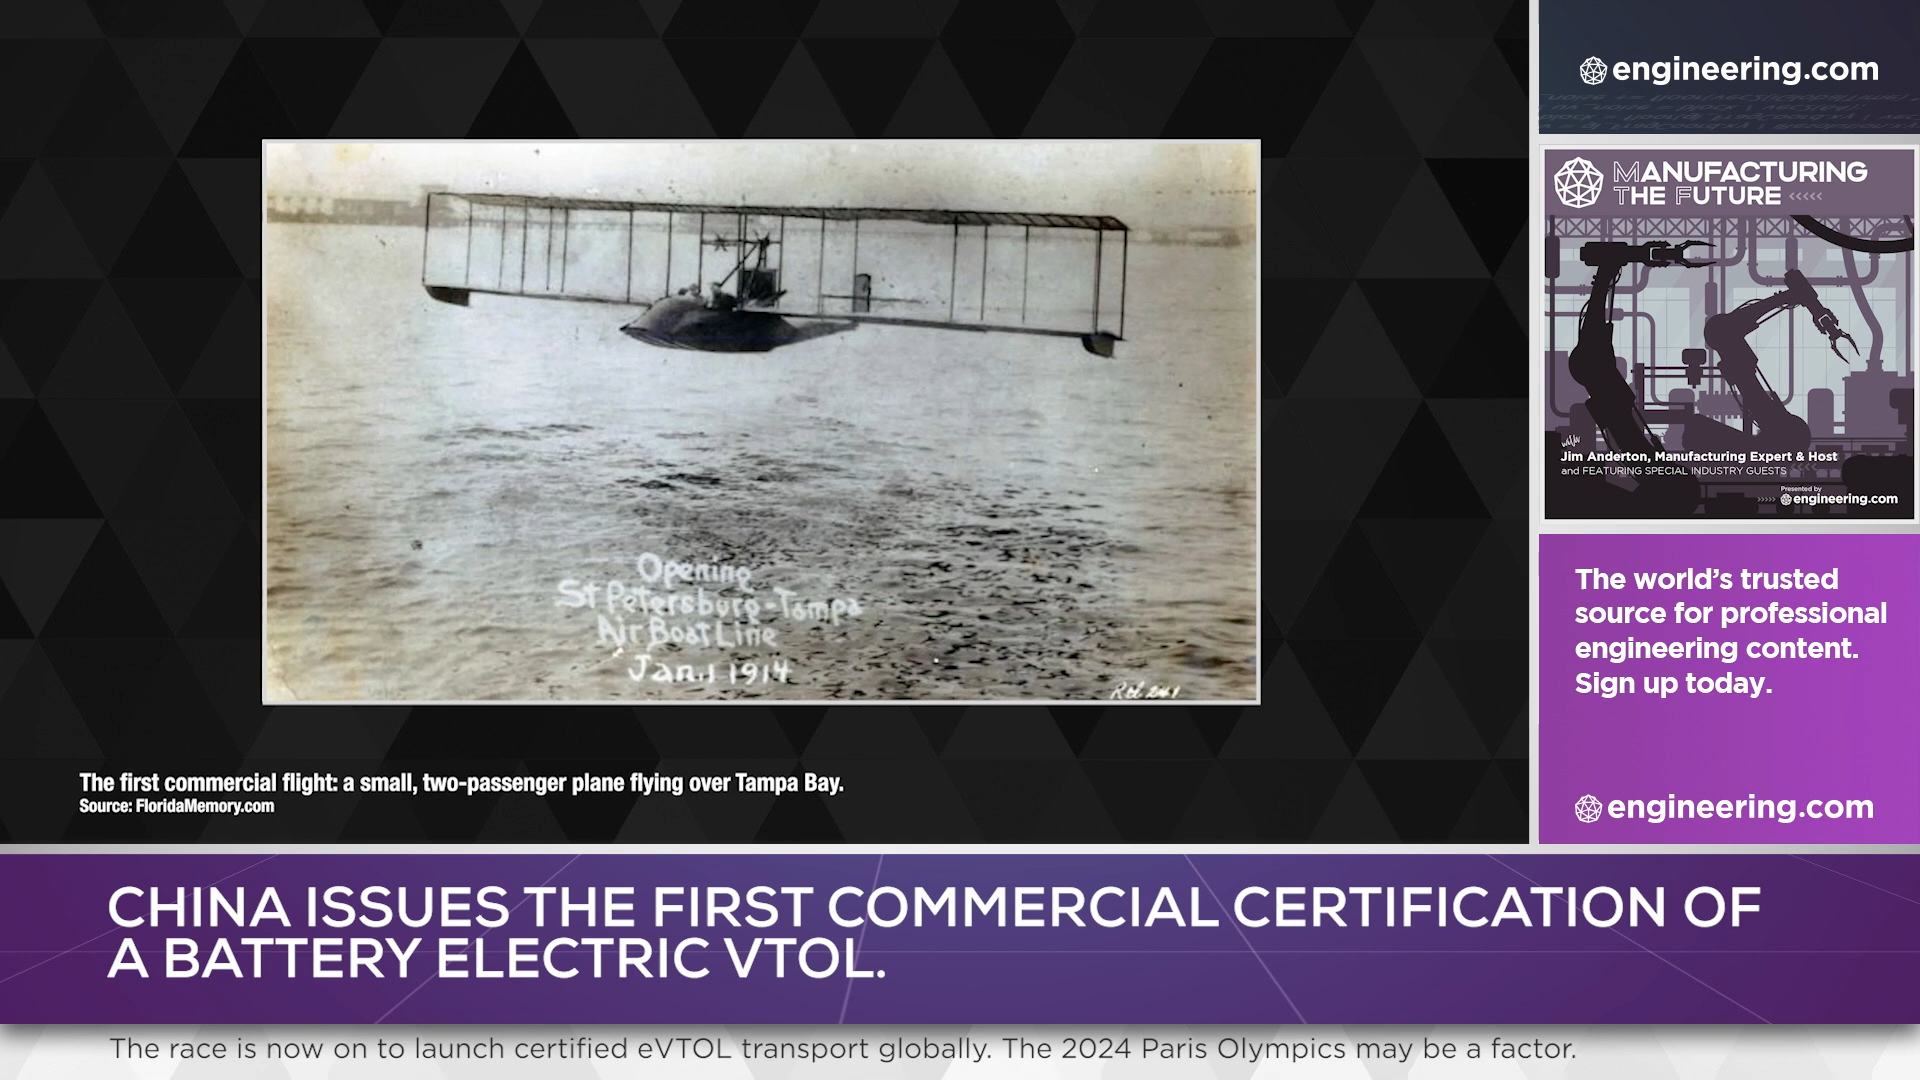 engineering.com
MANUFACTURING
THE FUTURE
with
Jim Anderton, Manufacturing Expert & Host
and FEATURING SPECIAL INDUSTRY GUESTS
Presented by
engineering.com
Opening
St Petersburg-Tampa
Air Boat Line
Jan.1 1914
The first commercial flight: a small, two-passenger plane flying over Tampa Bay.
Source: FloridaMemory.com
The world's trusted
source for professional
engineering content.
Sign up today.
engineering.com
CHINA ISSUES THE FIRST COMMERCIAL CERTIFICATION OF
A BATTERY ELECTRIC VTOL.
The race is now on to launch certified eVTOL transport globally. The 2024 Paris Olympics may be a factor.